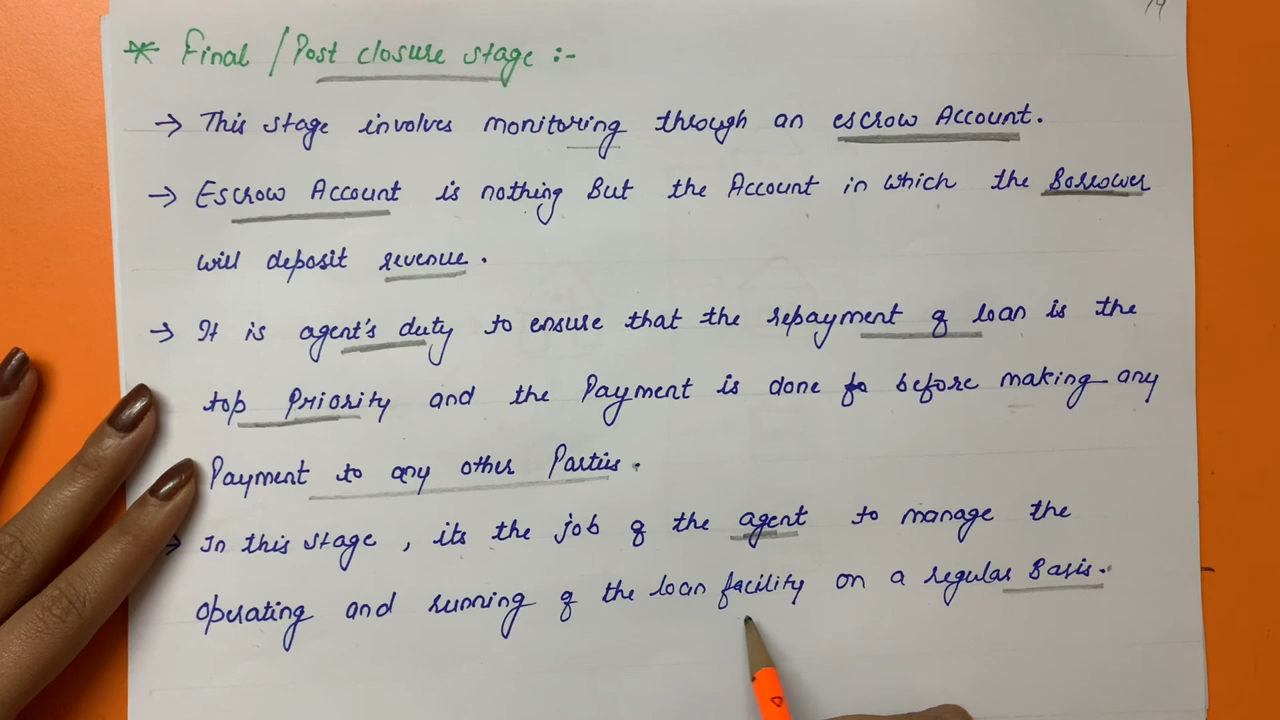 * Final / Post closure stage :-
→ This stage involves monitoring through an escrow Account.
→ Escrow Account is nothing But the Account in which the Borrower
will deposit revenue.
→ It is agent's duty to ensure that the repayment of loan is the
top Priority and the Payment is done before making any
Payment to any other Parties.
→ In this stage, its the job of the agent to manage the
operating and running of the loan facility on a regular Basis.